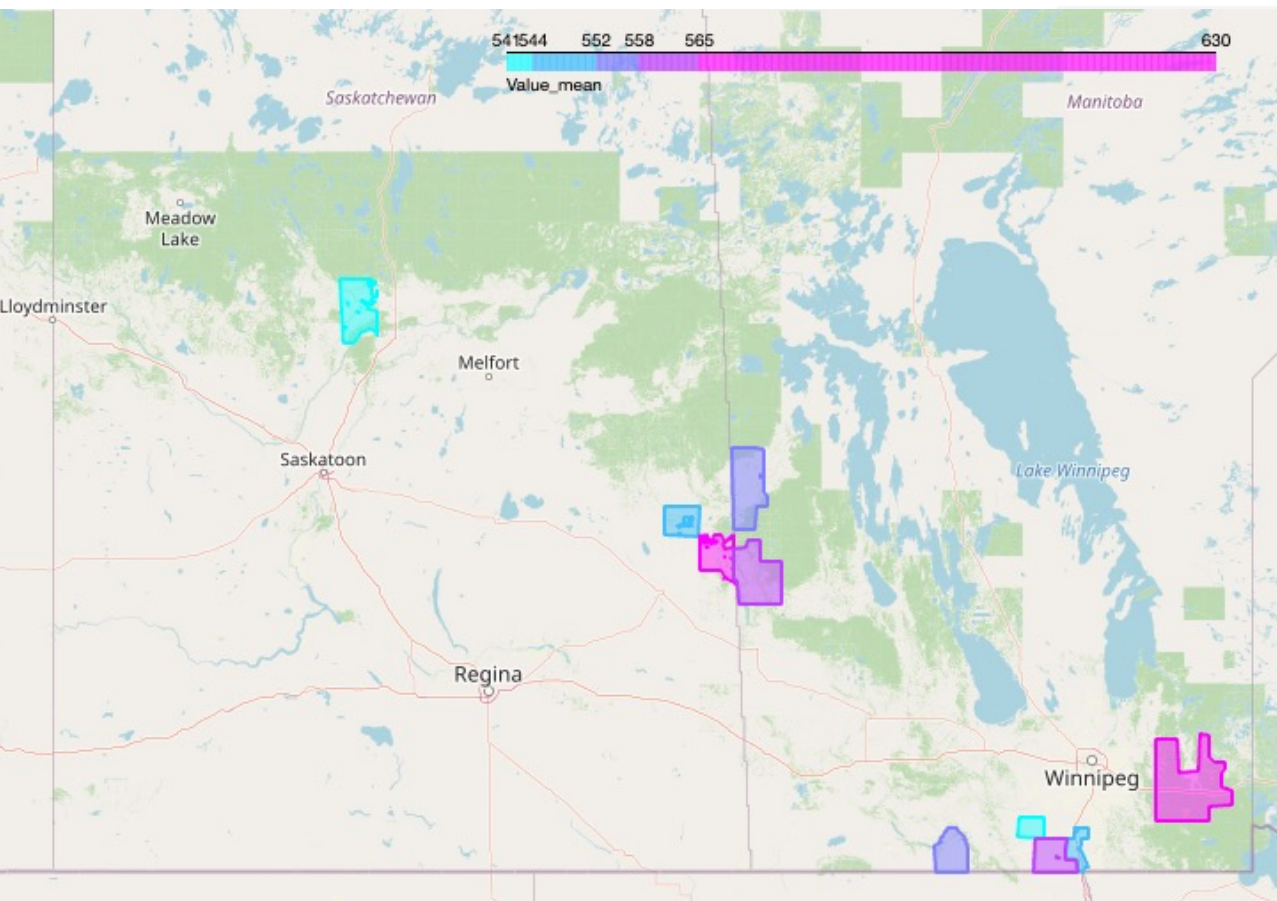 541544 552 558 565 630
Value_mean
Saskatchewan
Manitoba
Meadow
Lake
Lloydminster
Melfort
Saskatoon
Lake Winnipeg
Regina
Winnipeg